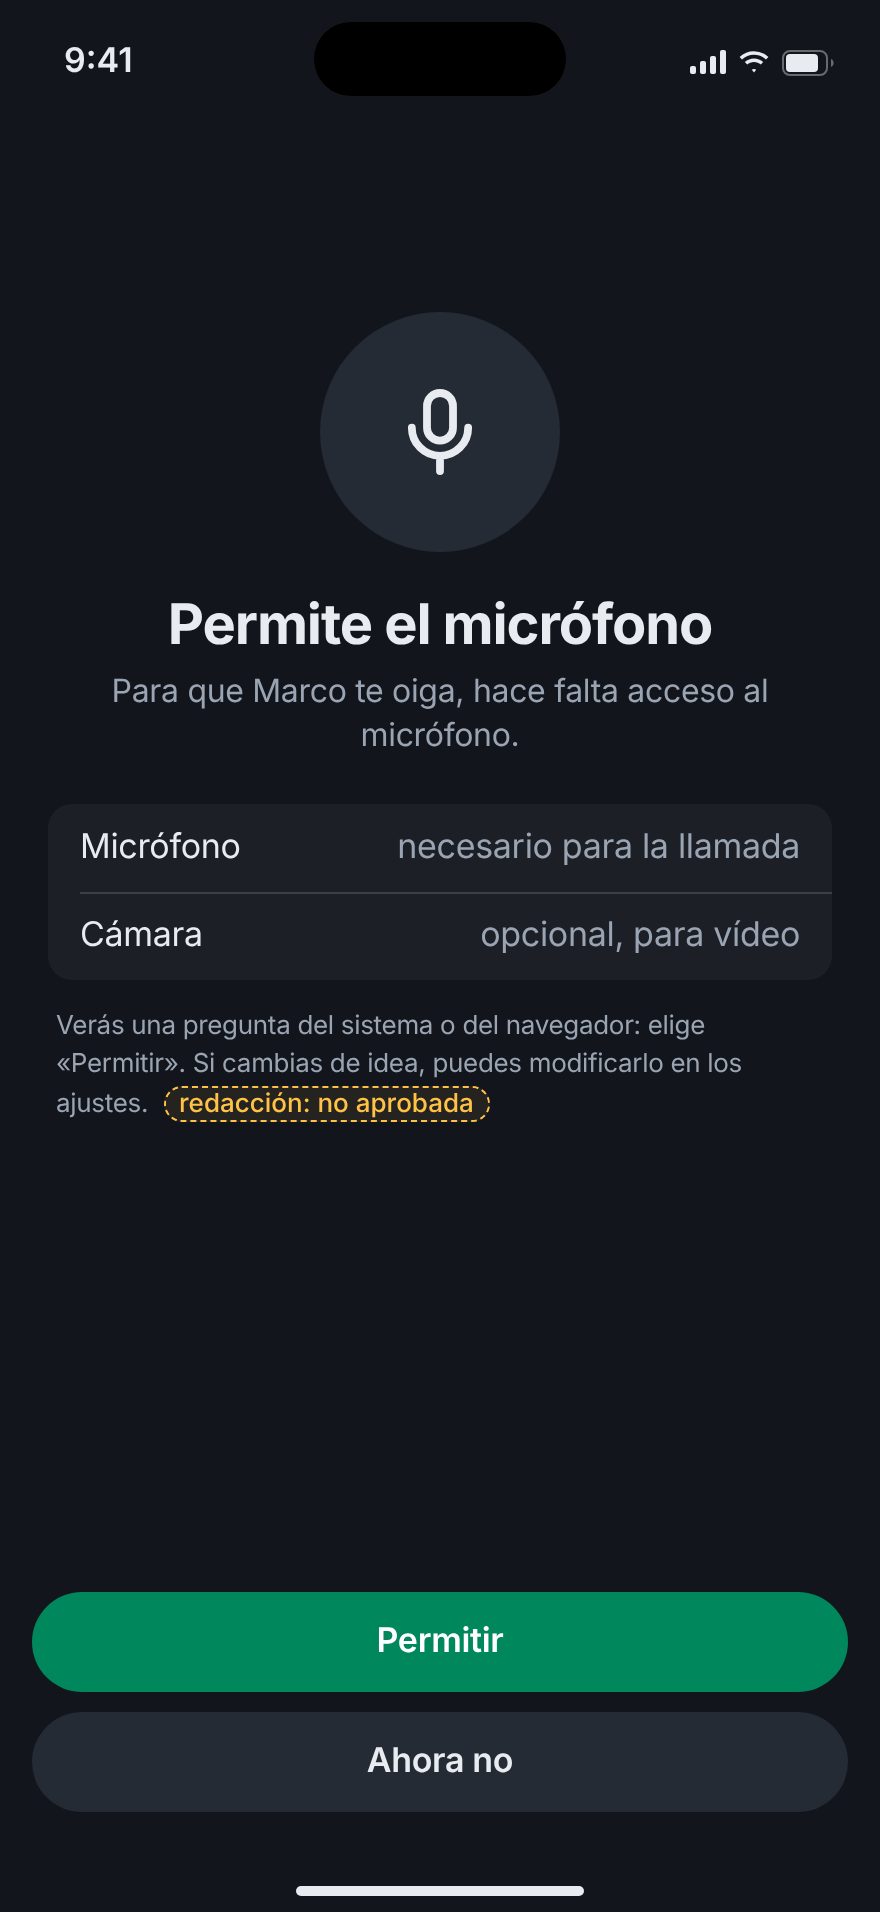 9:41
Permite el micrófono
Para que Marco te oiga, hace falta acceso al
micrófono.
Micrófono necesario para la llamada
Cámara opcional, para vídeo
Verás una pregunta del sistema o del navegador: elige
«Permitir». Si cambias de idea, puedes modificarlo en los
ajustes. redacción: no aprobada
Permitir
Ahora no